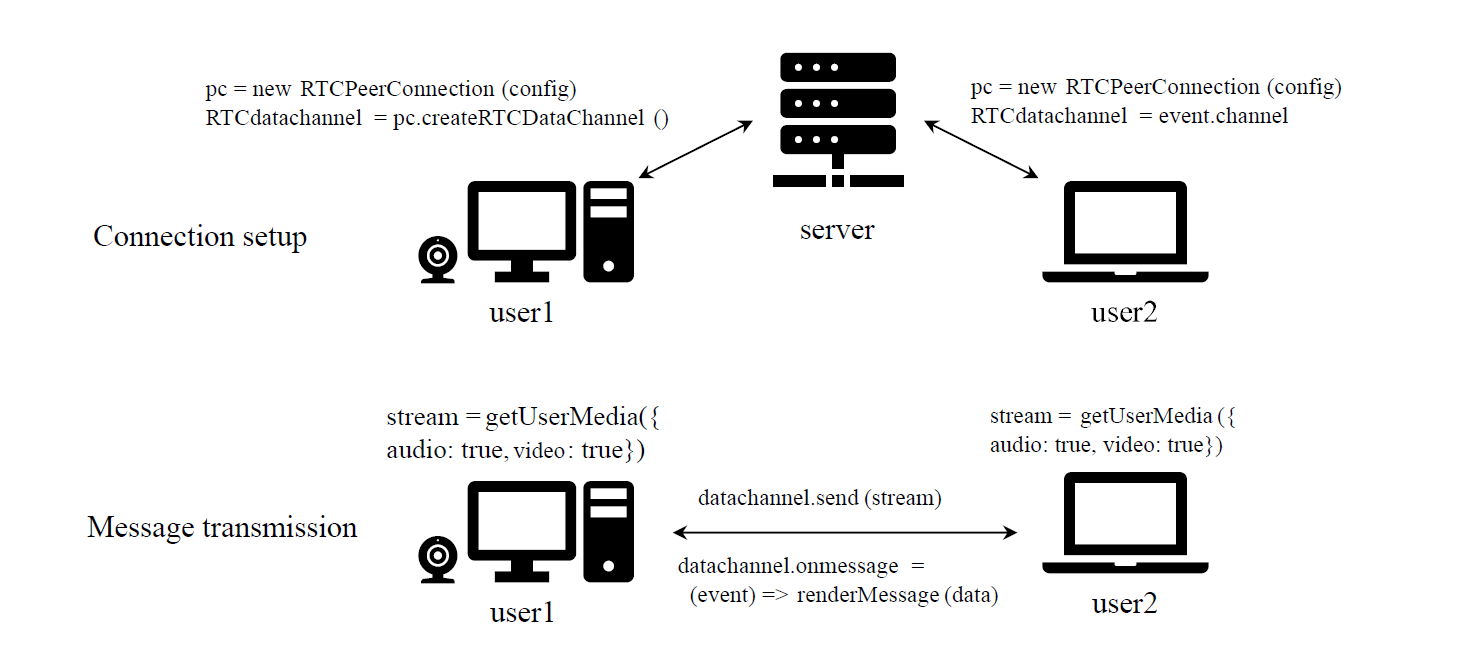 pc = new RTCPeerConnection (config)
RTCdatachannel = pc.createRTCDataChannel ()
pc = new RTCPeerConnection (config)
RTCdatachannel = event.channel
server
Connection setup
user1
user2
stream = getUserMedia({
audio: true, video: true})
stream = getUserMedia ({
audio: true, video: true})
datachannel.send (stream)
Message transmission
datachannel.onmessage =
(event) => renderMessage (data)
user1
user2